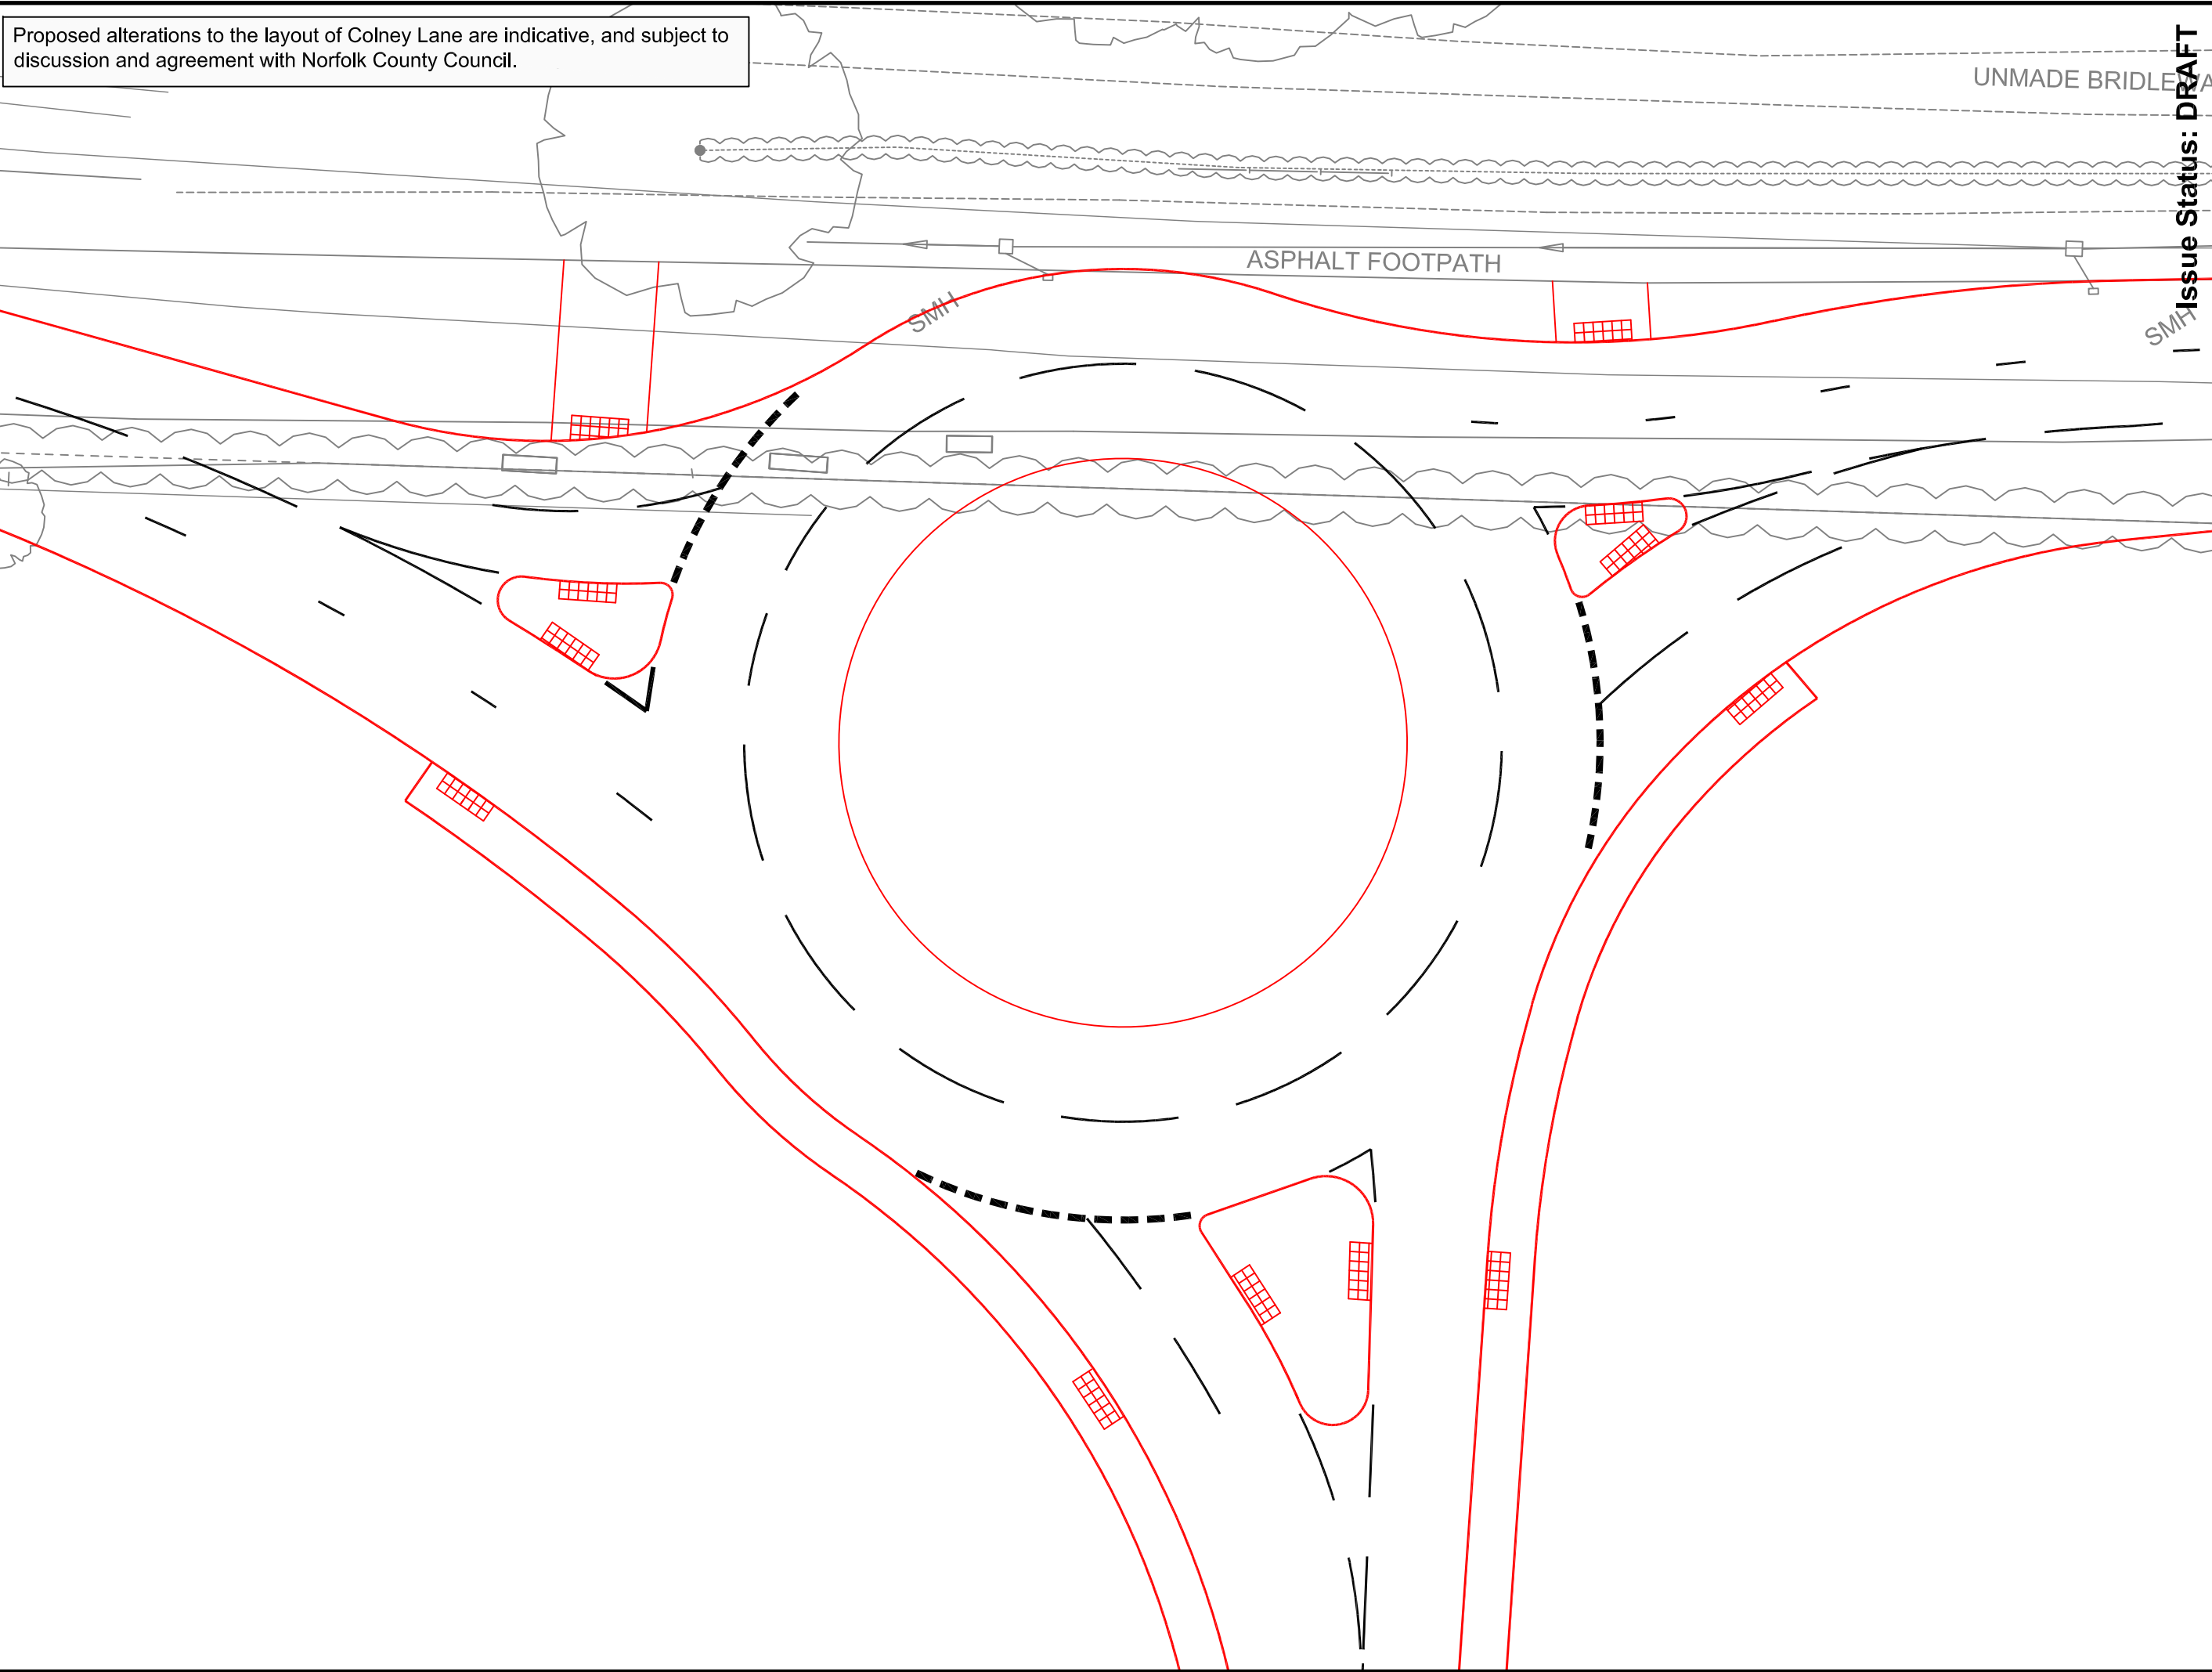 Proposed alterations to the layout of Colney Lane are indicative, and subject to
discussion and agreement with Norfolk County Council.
UNMADE BRIDLEWA
Issue Status: DRAFT
ASPHALT FOOTPATH
SMH
SMH